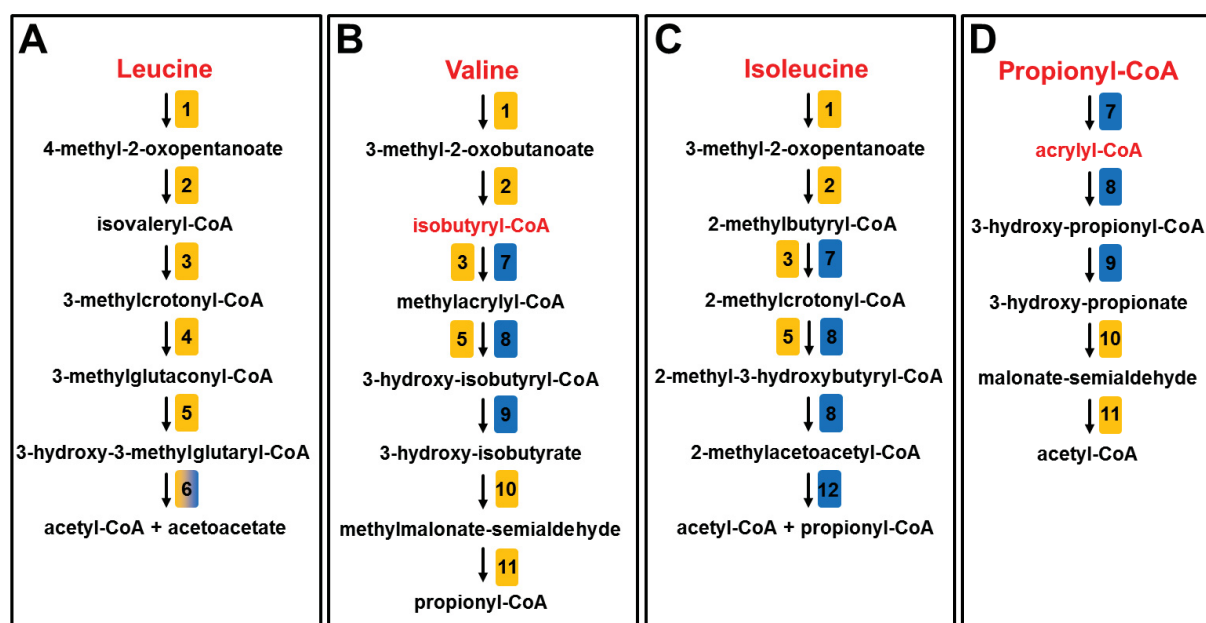 A
Leucine
1
4-methyl-2-oxopentanoate
2
isovaleryl-CoA
3
3-methylcrotonyl-CoA
4
3-methylglutaconyl-CoA
5
3-hydroxy-3-methylglutaryl-CoA
6
acetyl-CoA + acetoacetate
B
Valine
1
3-methyl-2-oxobutanoate
2
isobutyryl-CoA
3 7
methylacrylyl-CoA
5 8
3-hydroxy-isobutyryl-CoA
9
3-hydroxy-isobutyrate
10
methylmalonate-semialdehyde
11
propionyl-CoA
C
Isoleucine
1
3-methyl-2-oxopentanoate
2
2-methylbutyryl-CoA
3 7
2-methylcrotonyl-CoA
5 8
2-methyl-3-hydroxybutyryl-CoA
8
2-methylacetoacetyl-CoA
12
acetyl-CoA + propionyl-CoA
D
Propionyl-CoA
7
acrylyl-CoA
8
3-hydroxy-propionyl-CoA
9
3-hydroxy-propionate
10
malonate-semialdehyde
11
acetyl-CoA